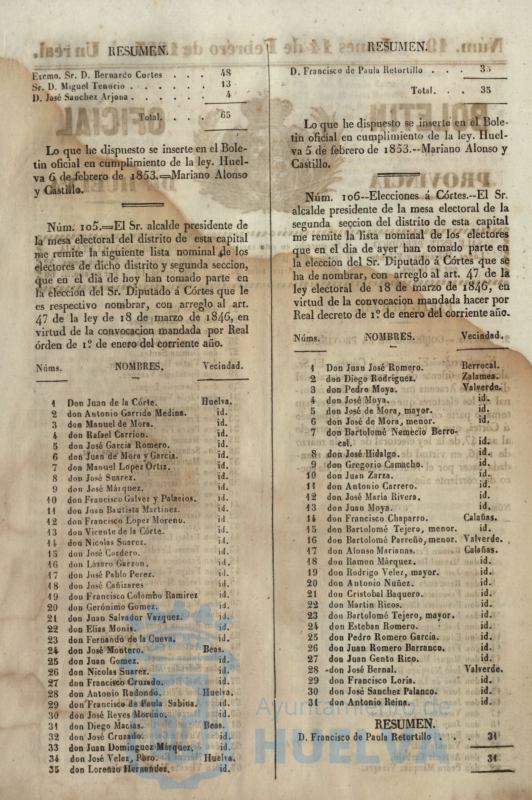 RESUMEN.
Excmo. Sr. D. Bernardo Cortes . . . 48
Sr. D. Miguel Tenorio . . . . . 13
D. José Sanchez Arjona . . . . . 4
Total. . . . 65
Lo que he dispuesto se inserte en el Bole-
tin oficial en cumplimiento de la ley. Huel-
va 6 de febrero de 1853.=Mariano Alonso
y Castillo.
Núm. 105.=El Sr. alcalde presidente de
la mesa electoral del distrito de esta capital
me remite la siguiente lista nominal de los
electores de dicho distrito y segunda seccion,
que en el dia de hoy han tomado parte en
la eleccion del Sr. Diputado á Córtes que le
es respectivo nombrar, con arreglo al art.
47 de la ley de 18 de marzo de 1846, en
virtud de la convocacion mandada por Real
órden de 1º de enero del corriente año.
Núms. NOMBRES. Vecindad.
1 Don Juan de la Córte. Huelva.
2 don Antonio Garrido Medina. id.
3 don Manuel de Mora. id.
4 don Rafael Carrion. id.
5 don José Garcia Romero. id.
6 don Juan de Mora y Garcia. id.
7 don Manuel Lopez Ortiz. id.
8 don José Suarez. id.
9 don José Márquez. id.
10 don Francisco Galvez y Palacios. id.
11 don Juan Bautista Martinez. id.
12 don Francisco Lopez Moreno. id.
13 don Vicente de la Córte. id.
14 don Nicolas Suarez. id.
15 don José Cordero. id.
16 don Lázaro Garzon. id.
17 don José Pablo Perez. id.
18 don José Cañizares id.
19 don Francisco Colombo Ramirez id.
20 don Gerónimo Gomez. id.
21 don Juan Salvador Vazquez. id.
22 don Elias Monis. id.
23 don Fernando de la Cueva. id.
24 don José Montero. Beas.
25 don Juan Gomez. id.
26 don Nicolas Suarez. id.
27 don Francisco Cruzado. id.
28 don Antonio Redondo. Huelva.
29 don Francisco de Paula Sabina. id.
30 don José Reyes Moreno. id.
31 don Diego Macias. Beas.
32 don José Cruzado. id.
33 don Juan Dominguez Márquez. id.
34 don José Velez, Pbro. Huelva.
35 don Lorenzo Hernandez. id.
RESUMEN.
D. Francisco de Paula Retortillo . . . 35
Total. . . 35
Lo que he dispuesto se inserte en el Bole-
tin oficial en cumplimiento de la ley. Huel-
va 5 de febrero de 1853.--Mariano Alonso y
Castillo.
Núm. 106--Elecciones á Córtes.--El Sr.
alcalde presidente de la mesa electoral de la
segunda seccion del distrito de esta capital
me remite la lista nominal de los electores
que en el dia de ayer han tomado parte en
la eleccion del Sr. Diputado á Córtes que se
ha de nombrar, con arreglo al art. 47 de la
ley electoral de 18 de marzo de 1846, en
virtud de la convocacion mandada hacer por
Real decreto de 1º de enero del corriente año.
Núms. NOMBRES. Vecindad.
1 Don Juan José Romero. Berrocal.
2 don Diego Rodriguez. Zalamea.
3 don Pedro Moya. Valverde.
4 don José Moya. id.
5 don José de Mora, mayor. id.
6 don José de Mora, menor. id.
7 don Bartolomé Nemecio Berro-
cal. id.
8 don José Hidalgo. id.
9 don Gregorio Camacho. id.
10 don Juan Zarza. id.
11 don Antonio Carrero. id.
12 don José Maria Rivera. id.
13 don Juan Moya. id.
14 don Francisco Chaparro. Calañas.
15 don Bartolomé Tejero, menor. id.
16 don Bartolomé Parreño, menor. Valverde.
17 don Alonso Marianas. Calañas.
18 don Ramon Márquez. id.
19 don Rodrigo Velez, mayor. id.
20 don Antonio Nuñez. id.
21 don Cristobal Baquero. id.
22 don Martin Ricos. id.
23 don Bartolomé Tejero, mayor. id.
24 don Esteban Romero. id.
25 don Pedro Romero Garcia. id.
26 don Juan Romero Barranco. id.
27 don Juan Gento Rico. id.
28 don José Bernal. Valverde.
29 don Francisco Loria. id.
30 don José Sanchez Palanco. id.
31 don Antonio Reina. id.
RESUMEN.
D. Francisco de Paula Retortillo . . . 31
31
Ayuntamiento de
HUELVA